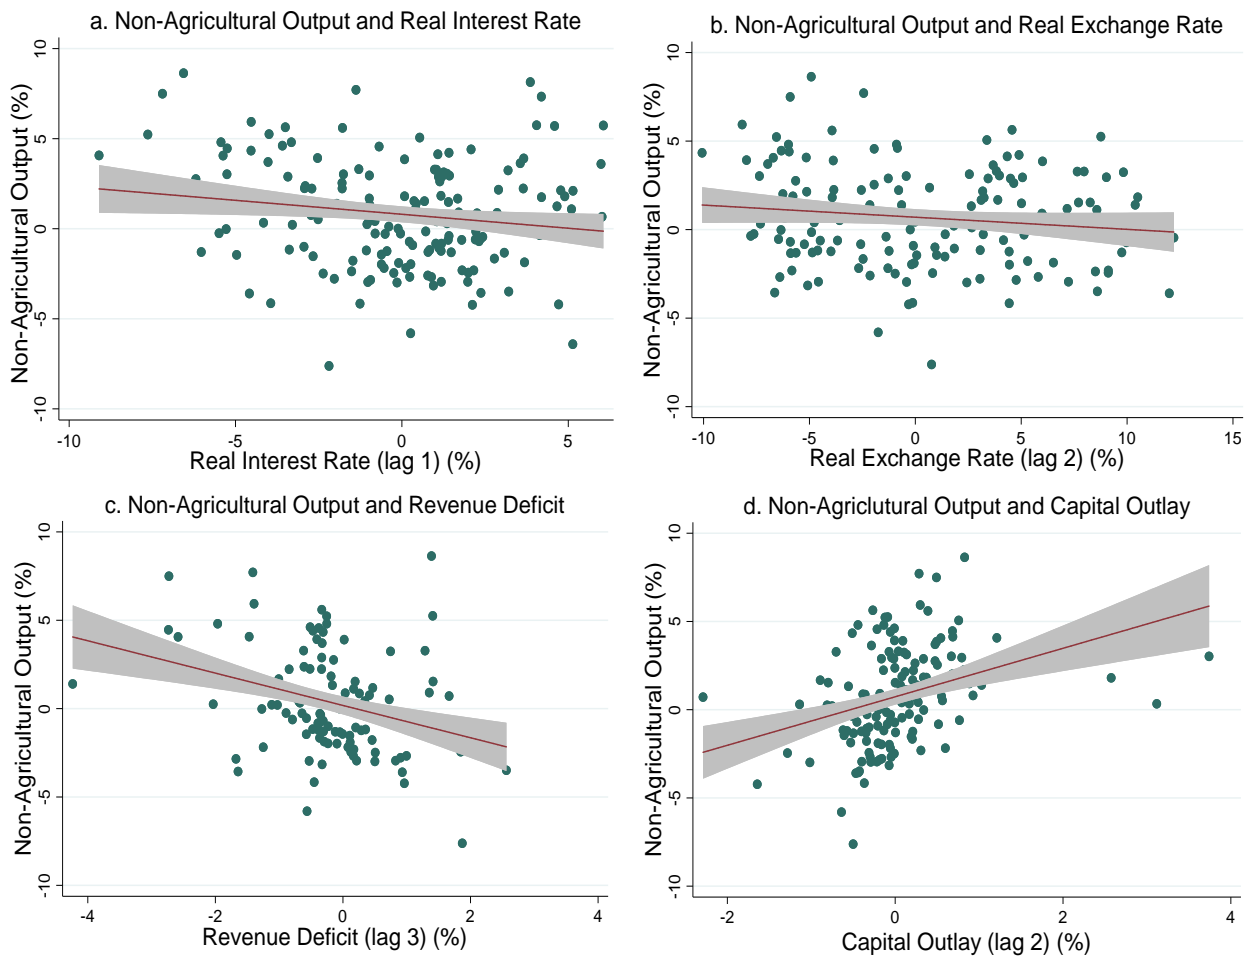 a. Non-Agricultural Output and Real Interest Rate
Non-Agricultural Output (%)
10
5
0
-5
-10
-10 -5 0 5
Real Interest Rate (lag 1) (%)
b. Non-Agricultural Output and Real Exchange Rate
Non-Agricultural Output (%)
10
5
0
-5
-10
-10 -5 0 5 10 15
Real Exchange Rate (lag 2) (%)
c. Non-Agricultural Output and Revenue Deficit
Non-Agricultural Output (%)
10
5
0
-5
-10
-4 -2 0 2 4
Revenue Deficit (lag 3) (%)
d. Non-Agriclutural Output and Capital Outlay
Non-Agricultural Output (%)
10
5
0
-5
-10
-2 0 2 4
Capital Outlay (lag 2) (%)